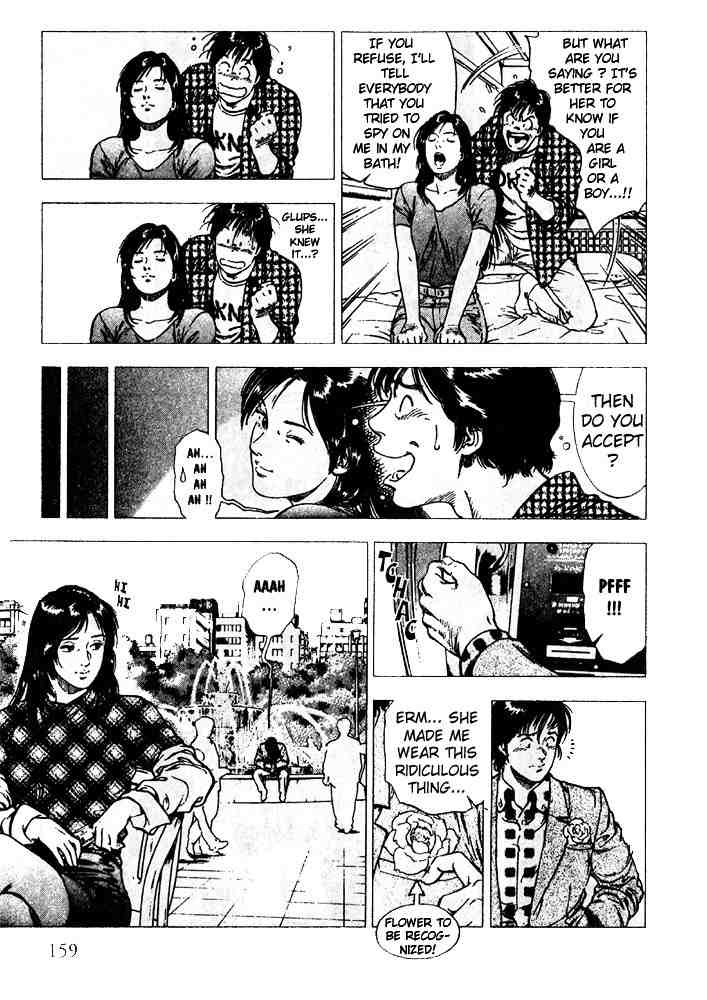 BUT WHAT
ARE YOU
SAYING ? IT'S
BETTER FOR
HER TO
KNOW IF
YOU
ARE A
GIRL
OR A
BOY...!!
IF YOU
REFUSE, I'LL
TELL
EVERYBODY
THAT YOU
TRIED TO
SPY ON
ME IN MY
BATH!
GLUPS...
SHE
KNEW
IT...?
THEN
DO YOU
ACCEPT
?
AH...
AH
AH
AH !!
PFFF
!!!
TCHAC
AAAH
...
HI
HI
ERM... SHE
MADE ME
WEAR THIS
RIDICULOUS
THING...
FLOWER TO
BE RECOG-
NIZED!
159